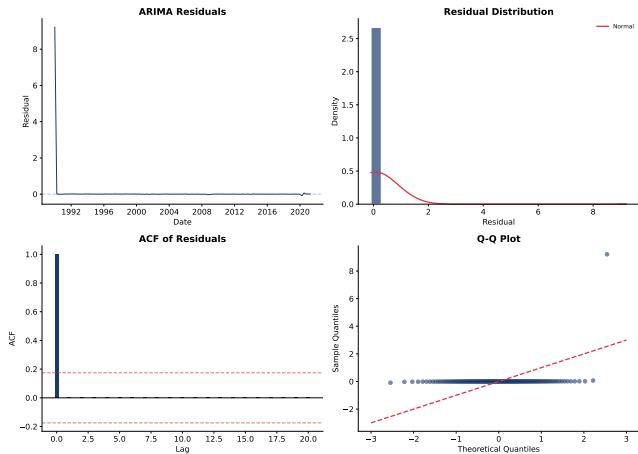 ARIMA Residuals
Residual
8
6
4
2
0
1992 1996 2000 2004 2008 2012 2016 2020
Date
Residual Distribution
Normal
Density
2.5
2.0
1.5
1.0
0.5
0.0
0 2 4 6 8
Residual
ACF of Residuals
ACF
1.0
0.8
0.6
0.4
0.2
0.0
−0.2
0.0 2.5 5.0 7.5 10.0 12.5 15.0 17.5 20.0
Lag
Q-Q Plot
Sample Quantiles
8
6
4
2
0
−2
−3 −2 −1 0 1 2 3
Theoretical Quantiles